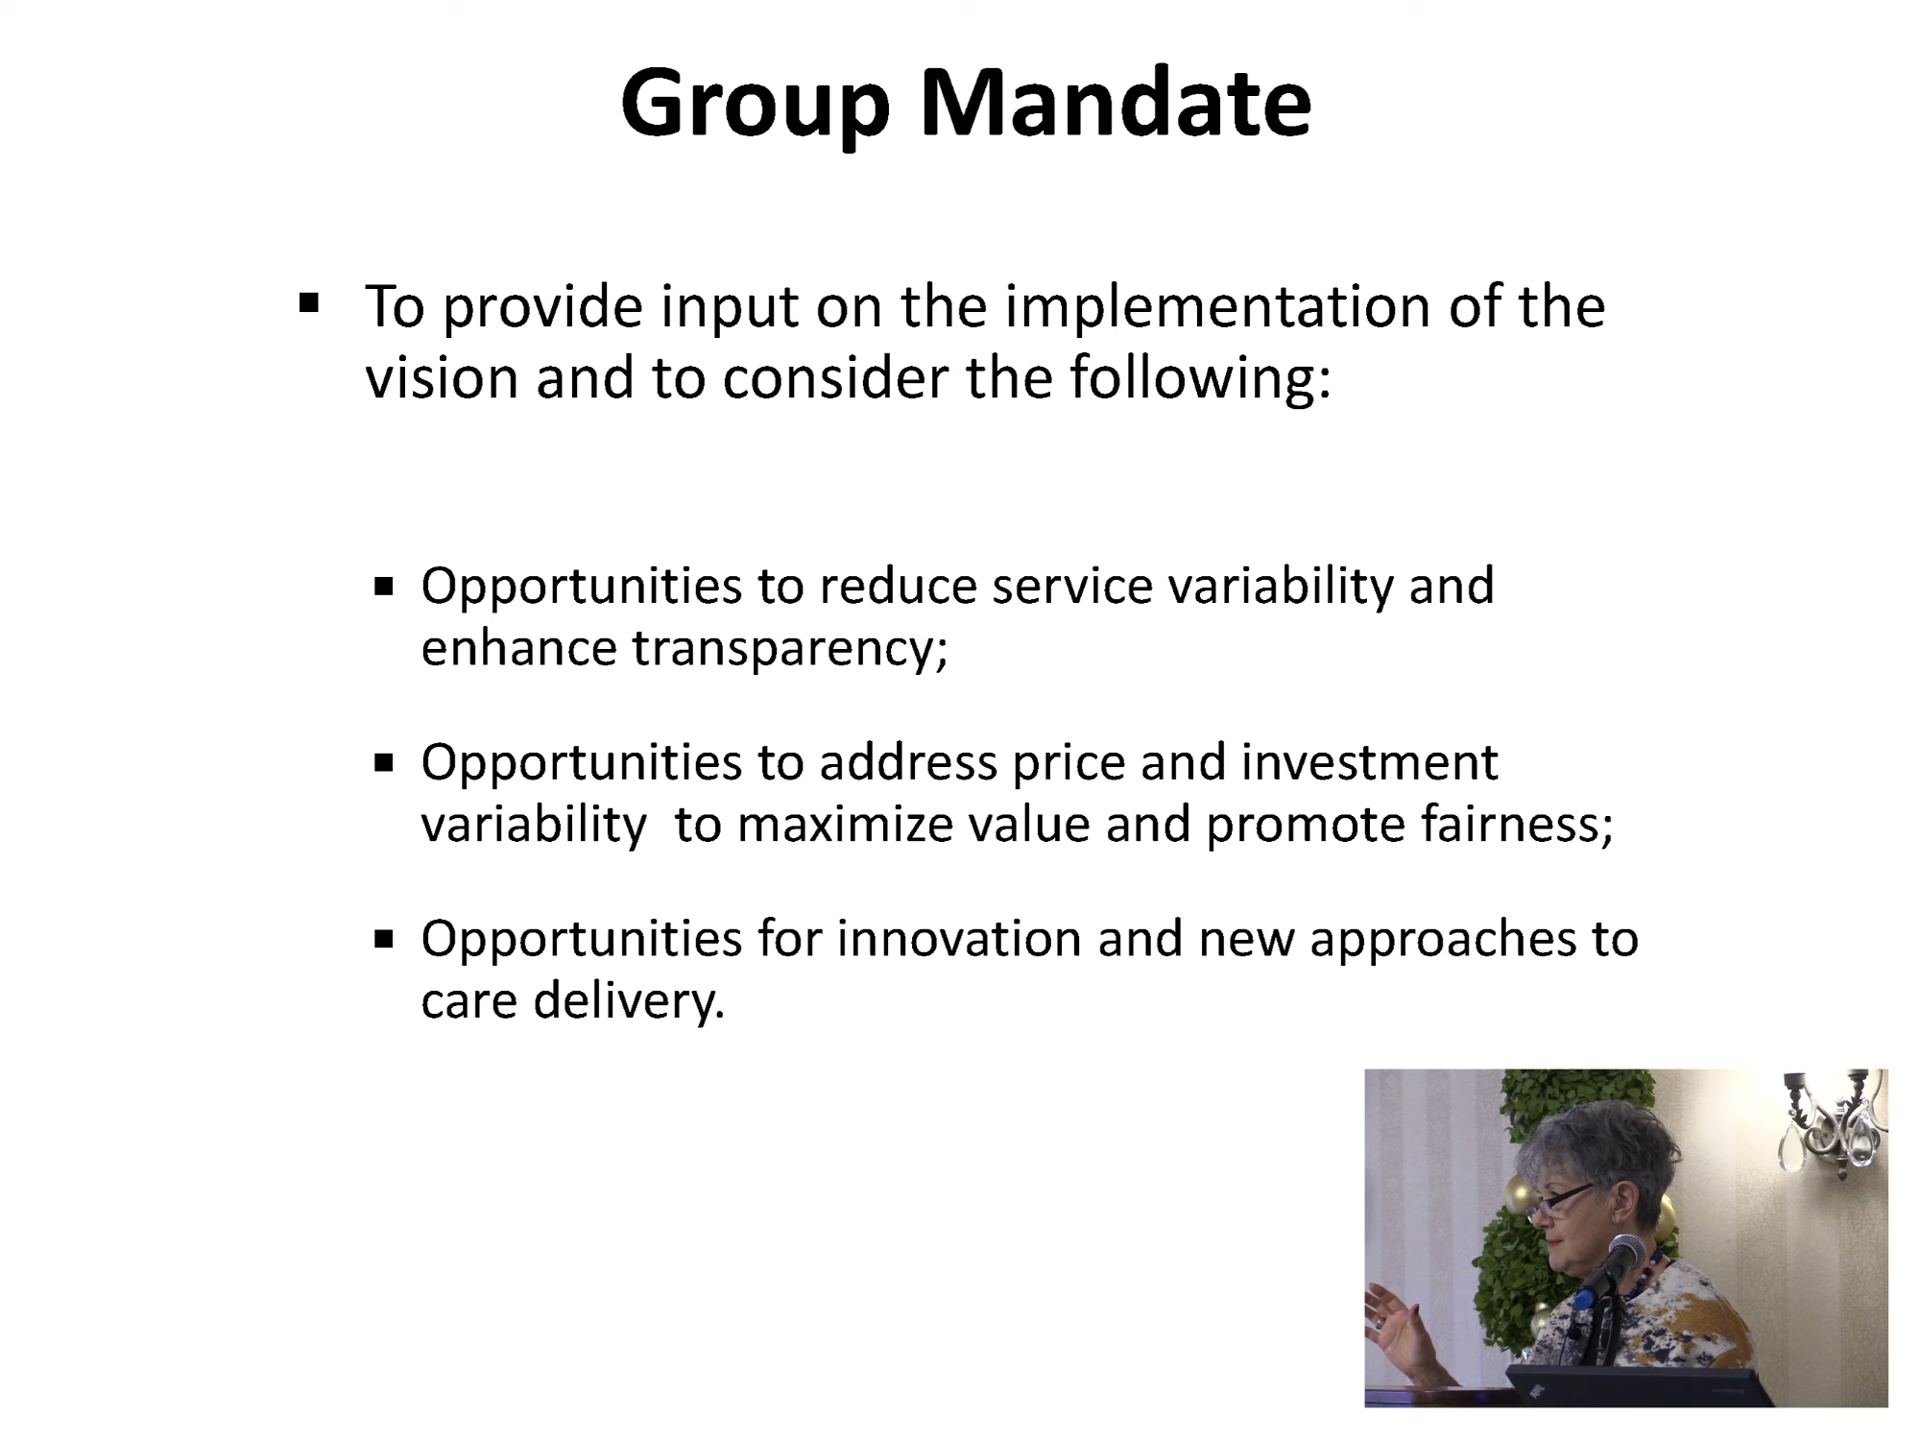 Group Mandate
▪ To provide input on the implementation of the
vision and to consider the following:
▪ Opportunities to reduce service variability and
enhance transparency;
▪ Opportunities to address price and investment
variability  to maximize value and promote fairness;
▪ Opportunities for innovation and new approaches to
care delivery.